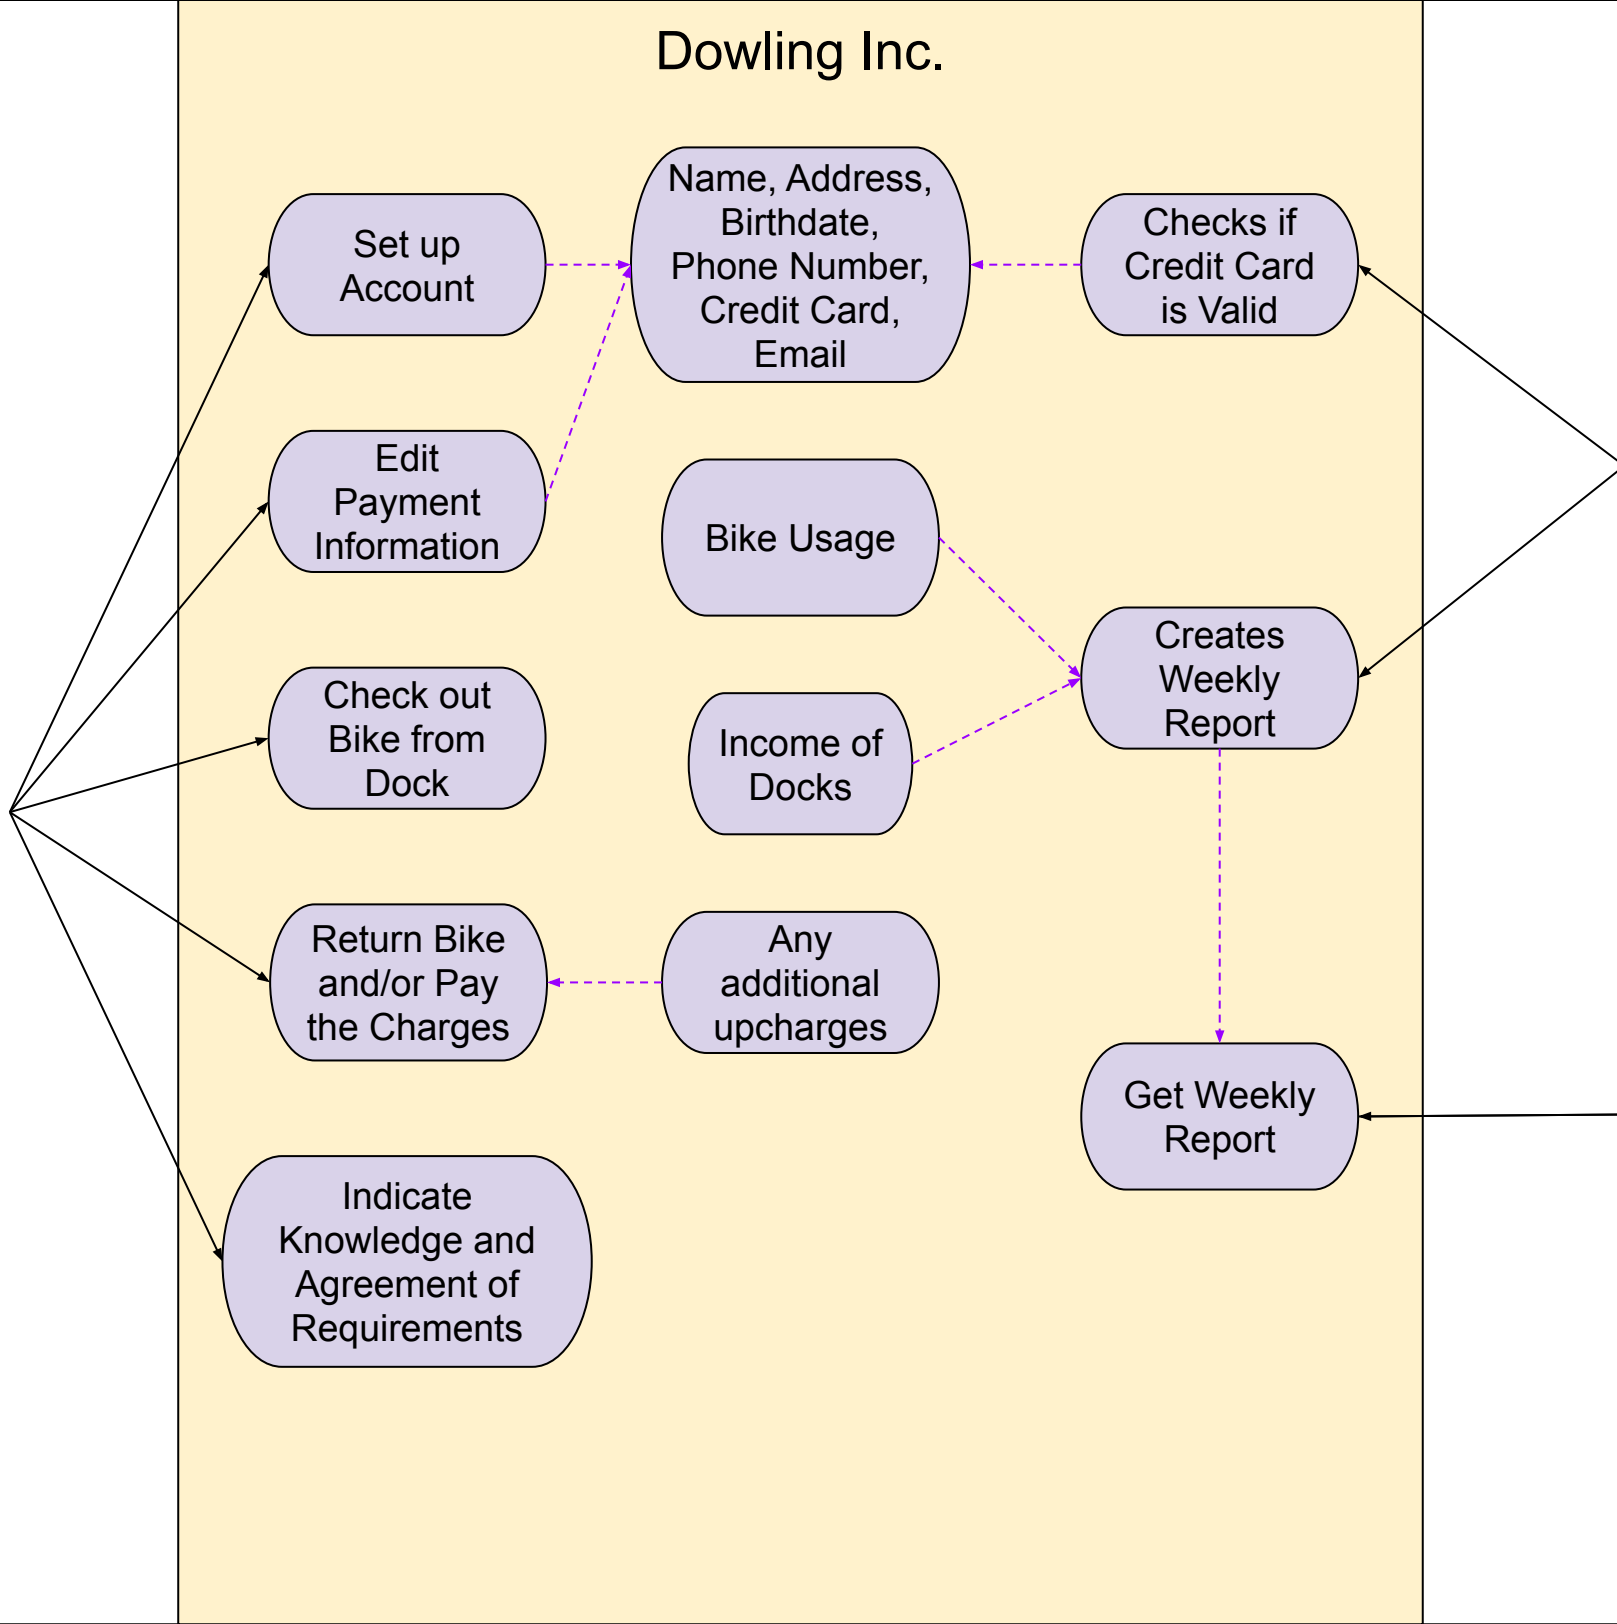 Dowling Inc.
Set up
Account
Name, Address,
Birthdate,
Phone Number,
Credit Card,
Email
Checks if
Credit Card
is Valid
Edit
Payment
Information
Bike Usage
Creates
Weekly
Report
Check out
Bike from
Dock
Income of
Docks
Return Bike
and/or Pay
the Charges
Any
additional
upcharges
Get Weekly
Report
Indicate
Knowledge and
Agreement of
Requirements